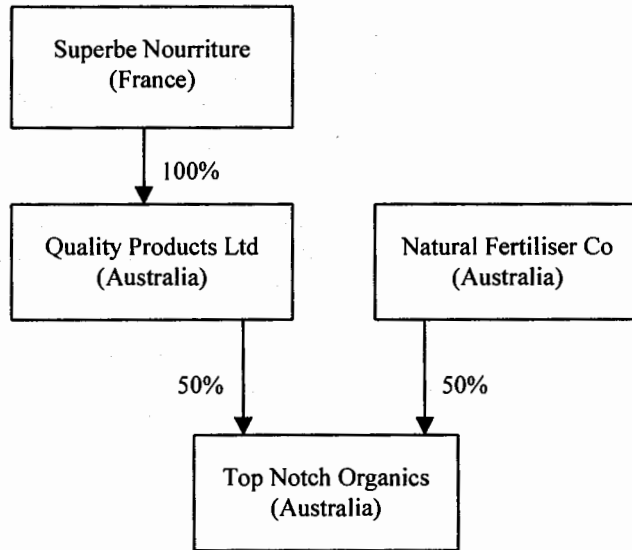 Superbe Nourriture
(France)
100%
Quality Products Ltd
(Australia)
Natural Fertiliser Co
(Australia)
50%
50%
Top Notch Organics
(Australia)